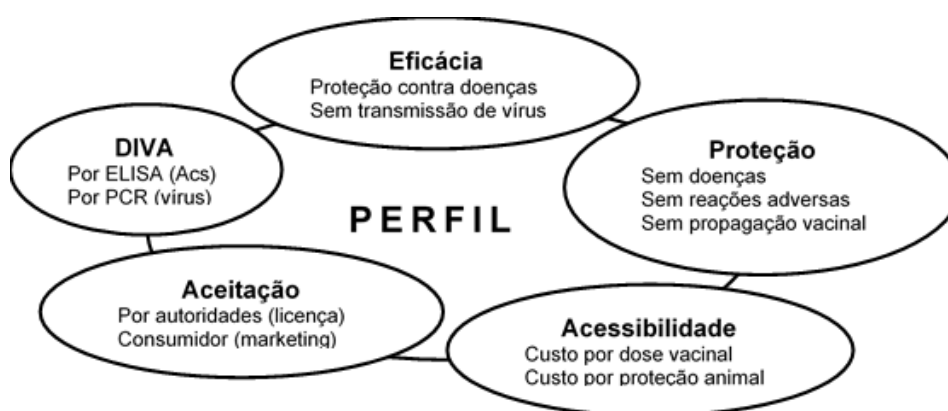 Eficácia
Proteção contra doenças
Sem transmissão de vírus
DIVA
Por ELISA (Acs)
Por PCR (vírus)
Proteção
Sem doenças
Sem reações adversas
Sem propagação vacinal
PERFIL
Aceitação
Por autoridades (licença)
Consumidor (marketing)
Acessibilidade
Custo por dose vacinal
Custo por proteção animal